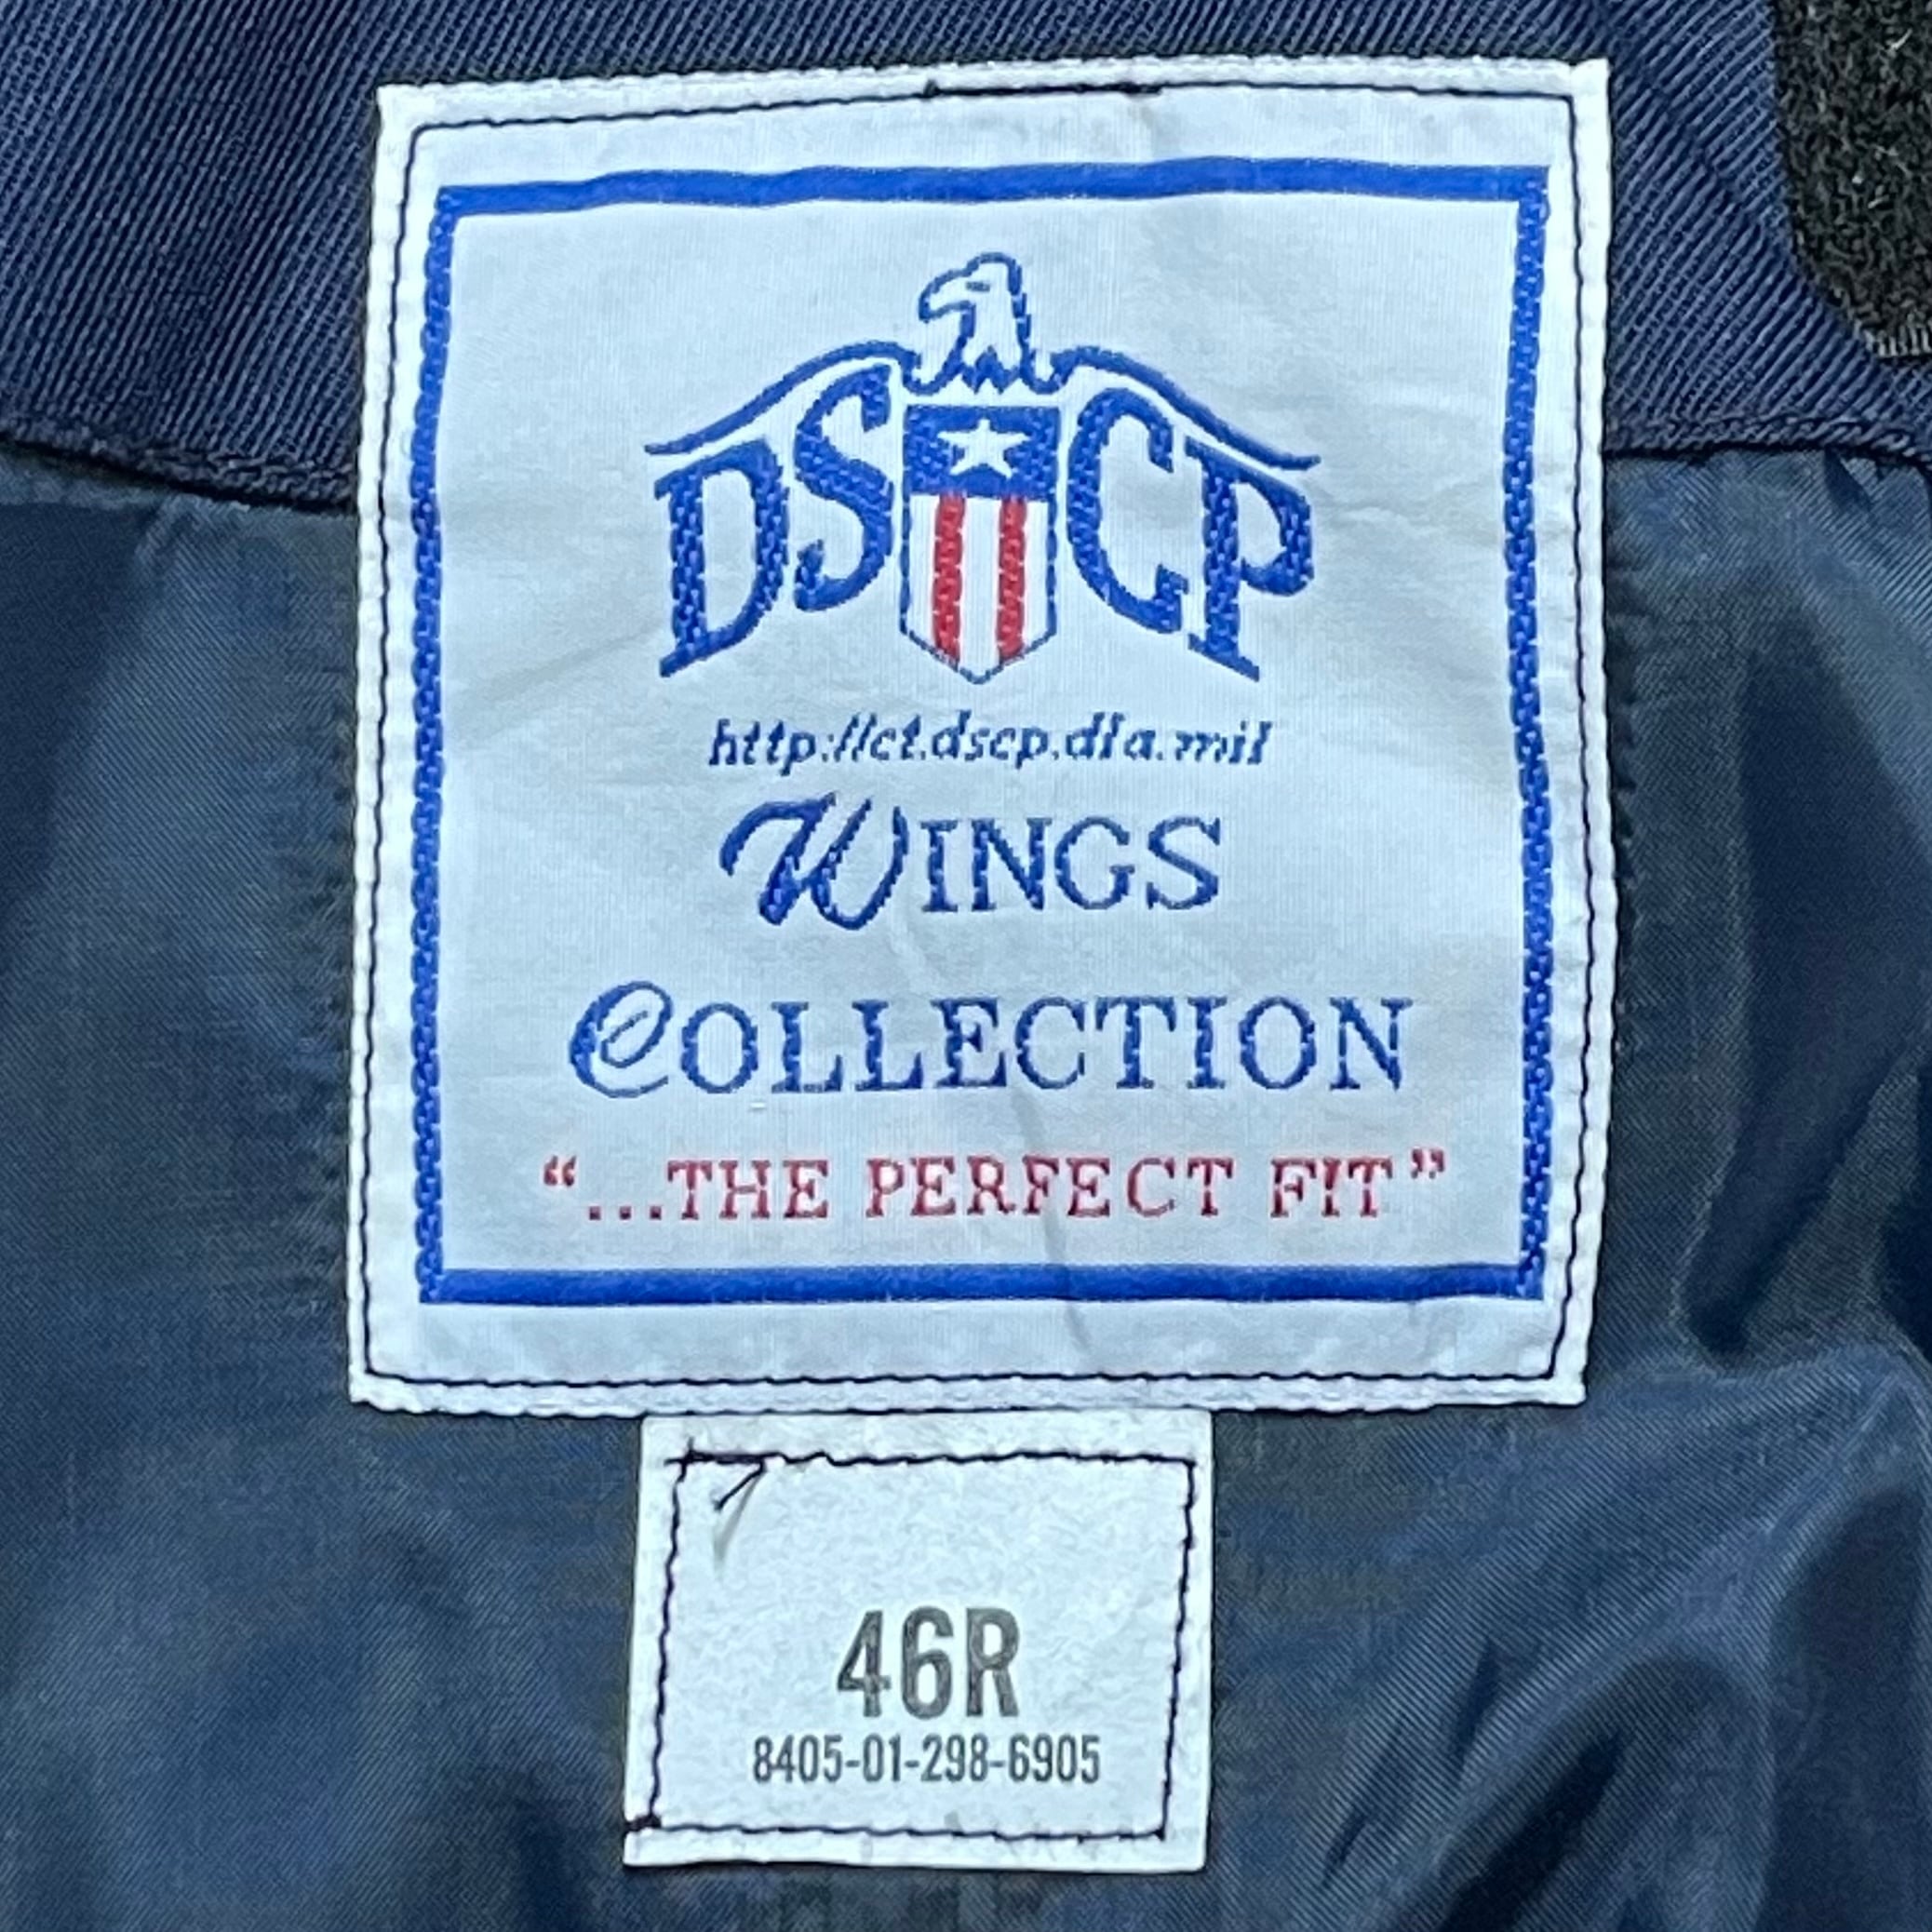 DSCP
http://ct.dscp.dla.mil
WINGS
COLLECTION
“...THE PERFECT FIT”
46R
8405-01-298-6905